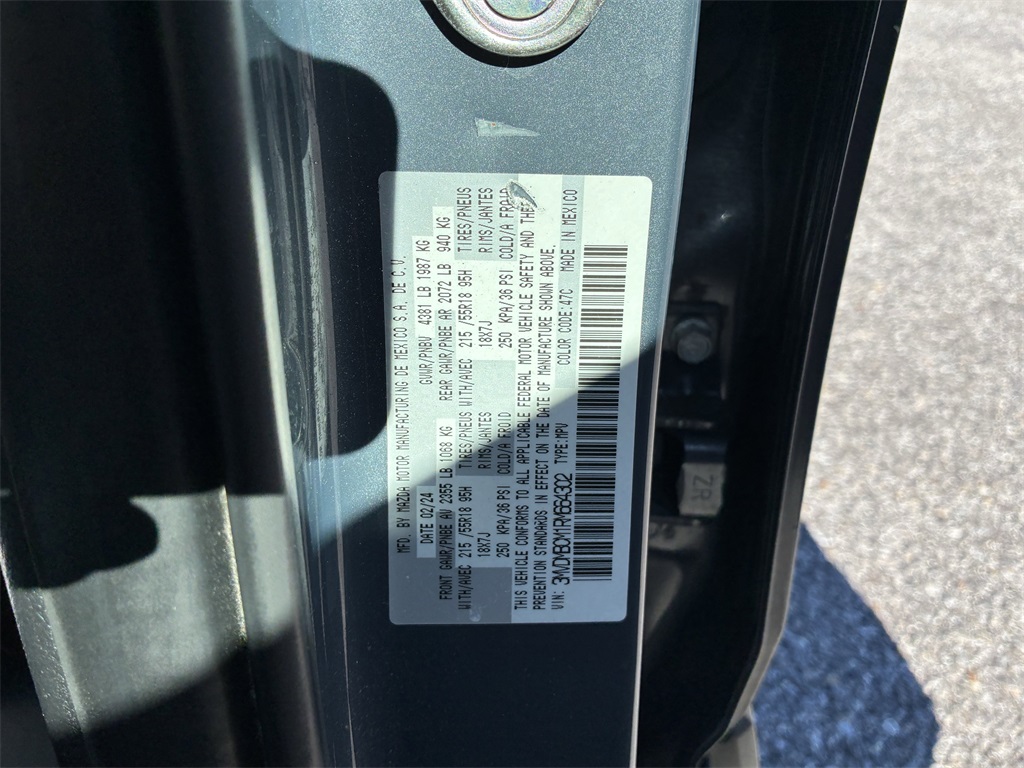 MFD. BY MAZDA MOTOR MANUFACTURING DE MEXICO S.A. DE C.V.
DATE 02/24 GVWR/PNBV 4381 LB 1987 KG
FRONT GAWR/PNBE AV 2355 LB 1068 KG REAR GAWR/PNBE AR 2072 LB 940 KG
WITH/AVEC 215 /55R18 95H TIRES/PNEUS WITH/AVEC 215 /55R18 95H TIRES/PNEUS
18X7J RIMS/JANTES 18X7J RIMS/JANTES
250 KPA/36 PSI COLD/A FROID 250 KPA/36 PSI COLD/A FROID
THIS VEHICLE CONFORMS TO ALL APPLICABLE FEDERAL MOTOR VEHICLE SAFETY AND THEFT
PREVENTION STANDARDS IN EFFECT ON THE DATE OF MANUFACTURE SHOWN ABOVE.
VIN: 3MVDMBCM1RM664302 TYPE:MPV COLOR CODE:47C MADE IN MEXICO
ZR